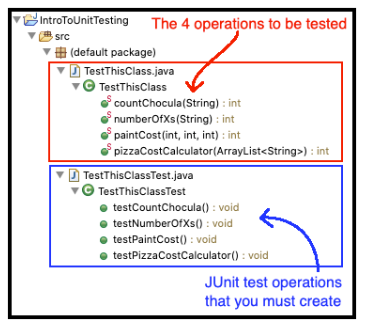 IntroToUnitTesting
The 4 operations to be tested
src
(default package)
TestThisClass.java
TestThisClass
countChocula(String) : int
numberOfXs(String) : int
paintCost(int, int, int) : int
pizzaCostCalculator(ArrayList<String>) : int
TestThisClassTest.java
TestThisClassTest
testCountChocula() : void
testNumberOfXs() : void
testPaintCost() : void
testPizzaCostCalculator() : void
JUnit test operations
that you must create